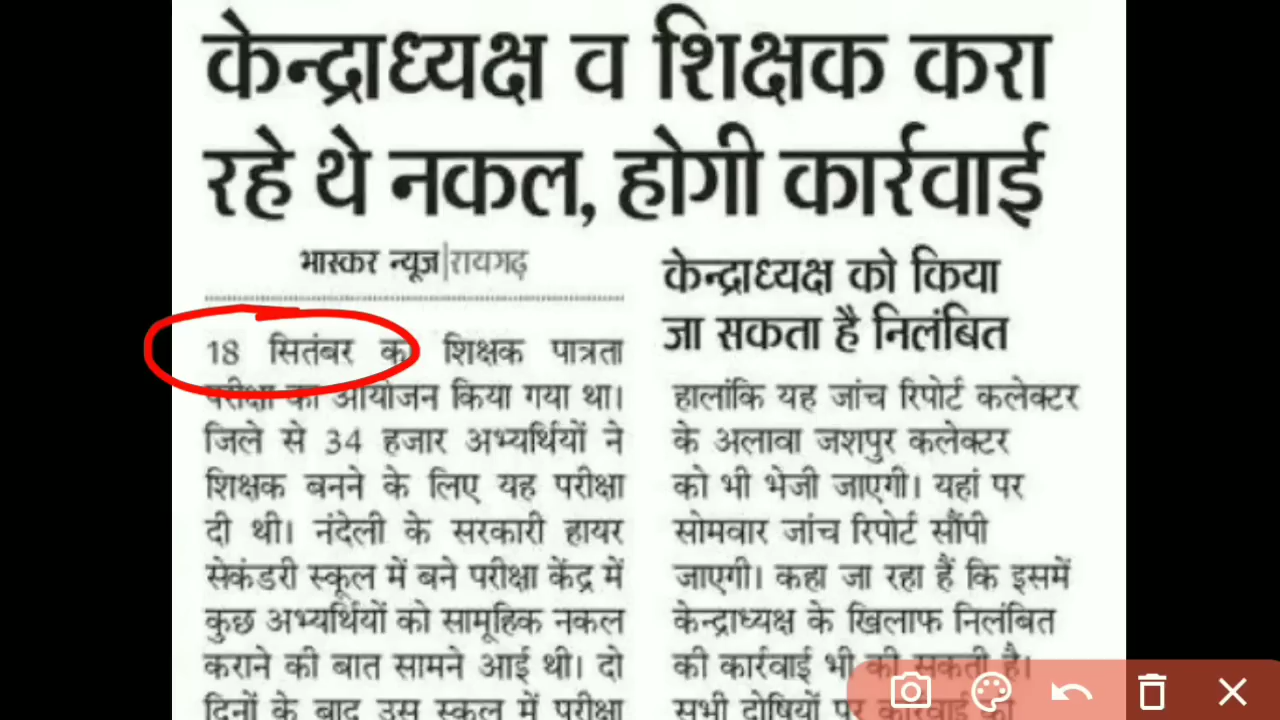 केन्द्राध्यक्ष व शिक्षक करा
रहे थे नकल, होगी कार्रवाई
भास्कर न्यूज|रायगढ़
18 सितंबर को शिक्षक पात्रता
परीक्षा का आयोजन किया गया था।
जिले से 34 हजार अभ्यर्थियों ने
शिक्षक बनने के लिए यह परीक्षा
दी थी। नंदेली के सरकारी हायर
सेकंडरी स्कूल में बने परीक्षा केंद्र में
कुछ अभ्यर्थियों को सामूहिक नकल
कराने की बात सामने आई थी। दो
दिनों के बाद उस स्कूल में परीक्षा
केन्द्राध्यक्ष को किया
जा सकता है निलंबित
हालांकि यह जांच रिपोर्ट कलेक्टर
के अलावा जशपुर कलेक्टर
को भी भेजी जाएगी। यहां पर
सोमवार जांच रिपोर्ट सौंपी
जाएगी। कहा जा रहा हैं कि इसमें
केन्द्राध्यक्ष के खिलाफ निलंबित
की कार्रवाई भी की सकती है।
सभी दोषियों पर कार्रवाई की